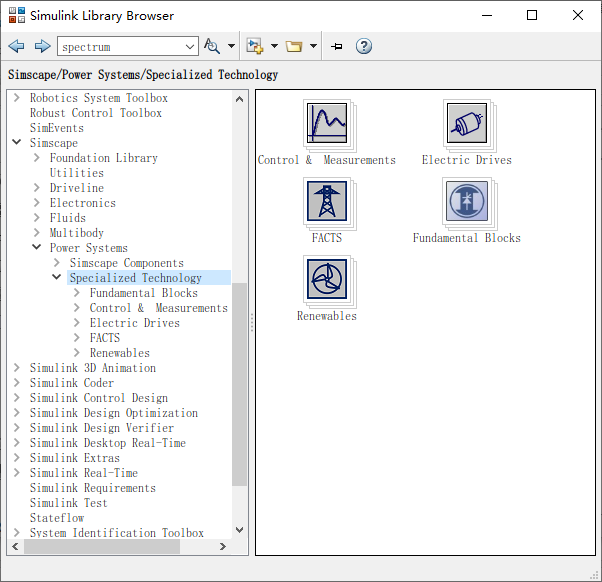 Simulink Library Browser
spectrum
Simscape/Power Systems/Specialized Technology
Robotics System Toolbox
Robust Control Toolbox
SimEvents
Simscape
Foundation Library
Utilities
Driveline
Electronics
Fluids
Multibody
Power Systems
Simscape Components
Specialized Technology
Fundamental Blocks
Control & Measurements
Electric Drives
FACTS
Renewables
Simulink 3D Animation
Simulink Coder
Simulink Control Design
Simulink Design Optimization
Simulink Design Verifier
Simulink Desktop Real-Time
Simulink Extras
Simulink Real-Time
Simulink Requirements
Simulink Test
Stateflow
System Identification Toolbox
Control & Measurements
Electric Drives
FACTS
Fundamental Blocks
Renewables